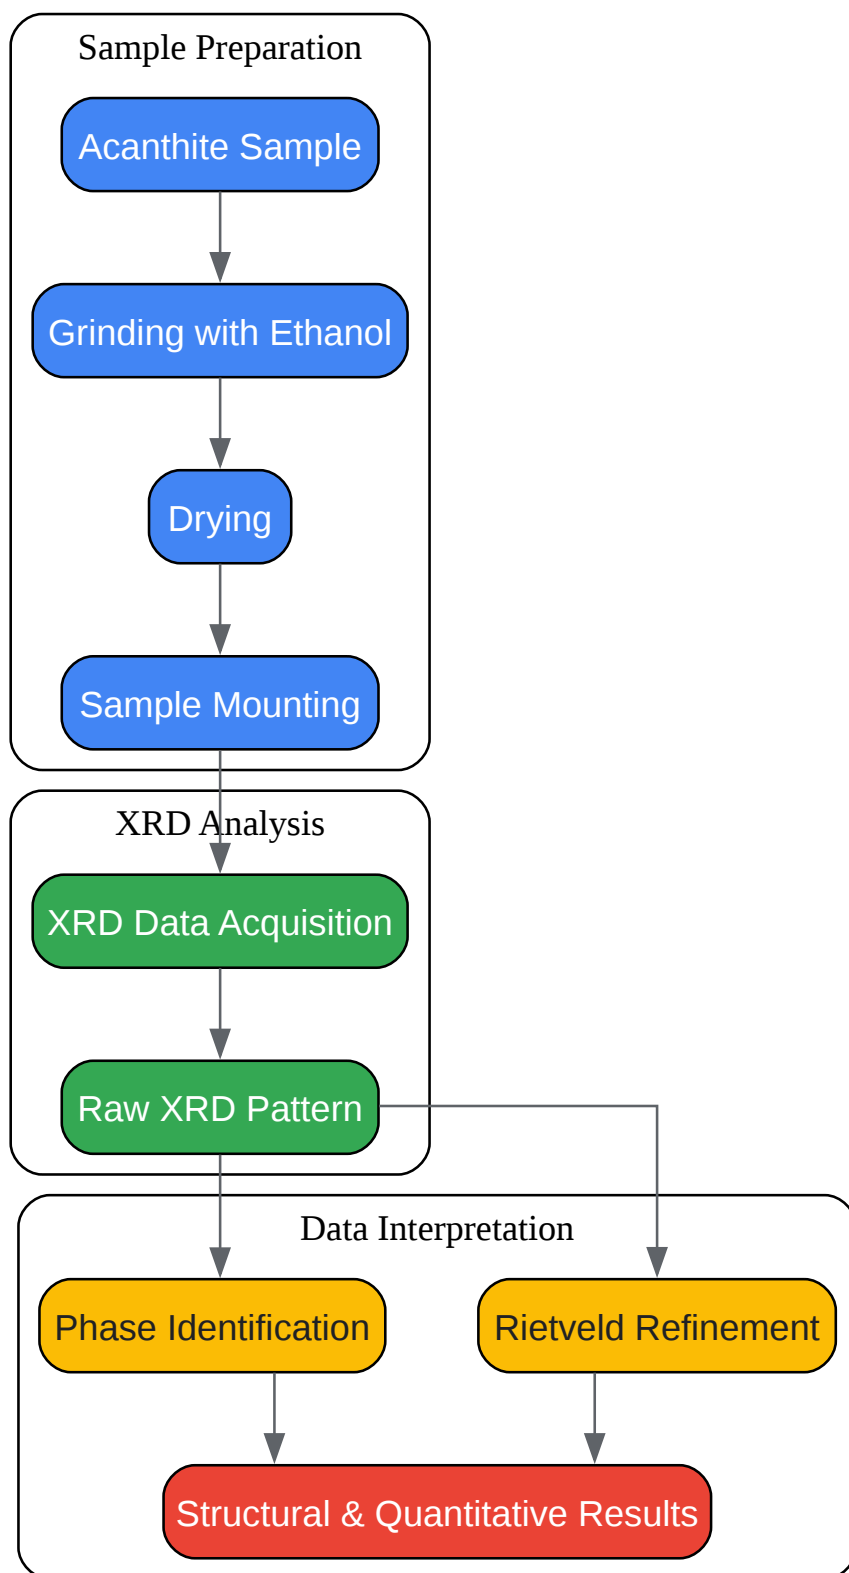 Sample Preparation
Acanthite Sample
Grinding with Ethanol
Drying
Sample Mounting
XRD Analysis
XRD Data Acquisition
Raw XRD Pattern
Data Interpretation
Phase Identification
Rietveld Refinement
Structural & Quantitative Results